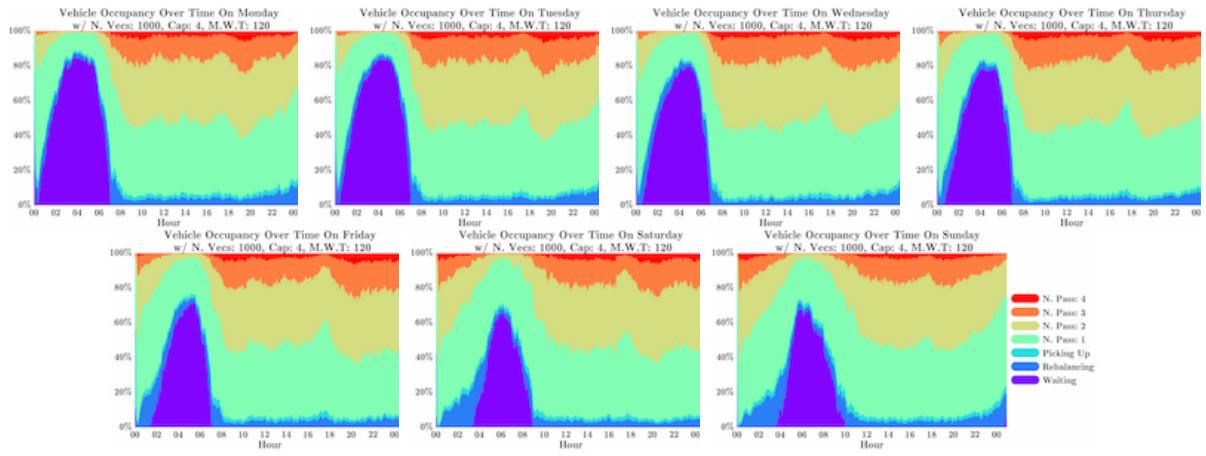 Vehicle Occupancy Over Time On Monday
w/ N. Vecs: 1000, Cap: 4, M.W.T: 120
100%
80%
60%
40%
20%
0%
00 02 04 06 08 10 12 14 16 18 20 22 00
Hour
Vehicle Occupancy Over Time On Tuesday
w/ N. Vecs: 1000, Cap: 4, M.W.T: 120
100%
80%
60%
40%
20%
0%
00 02 04 06 08 10 12 14 16 18 20 22 00
Hour
Vehicle Occupancy Over Time On Wednesday
w/ N. Vecs: 1000, Cap: 4, M.W.T: 120
100%
80%
60%
40%
20%
0%
00 02 04 06 08 10 12 14 16 18 20 22 00
Hour
Vehicle Occupancy Over Time On Thursday
w/ N. Vecs: 1000, Cap: 4, M.W.T: 120
100%
80%
60%
40%
20%
0%
00 02 04 06 08 10 12 14 16 18 20 22 00
Hour
Vehicle Occupancy Over Time On Friday
w/ N. Vecs: 1000, Cap: 4, M.W.T: 120
100%
80%
60%
40%
20%
0%
00 02 04 06 08 10 12 14 16 18 20 22 00
Hour
Vehicle Occupancy Over Time On Saturday
w/ N. Vecs: 1000, Cap: 4, M.W.T: 120
100%
80%
60%
40%
20%
0%
00 02 04 06 08 10 12 14 16 18 20 22 00
Hour
Vehicle Occupancy Over Time On Sunday
w/ N. Vecs: 1000, Cap: 4, M.W.T: 120
100%
80%
60%
40%
20%
0%
00 02 04 06 08 10 12 14 16 18 20 22 00
Hour
N. Pass: 4
N. Pass: 3
N. Pass: 2
N. Pass: 1
Picking Up
Rebalancing
Waiting